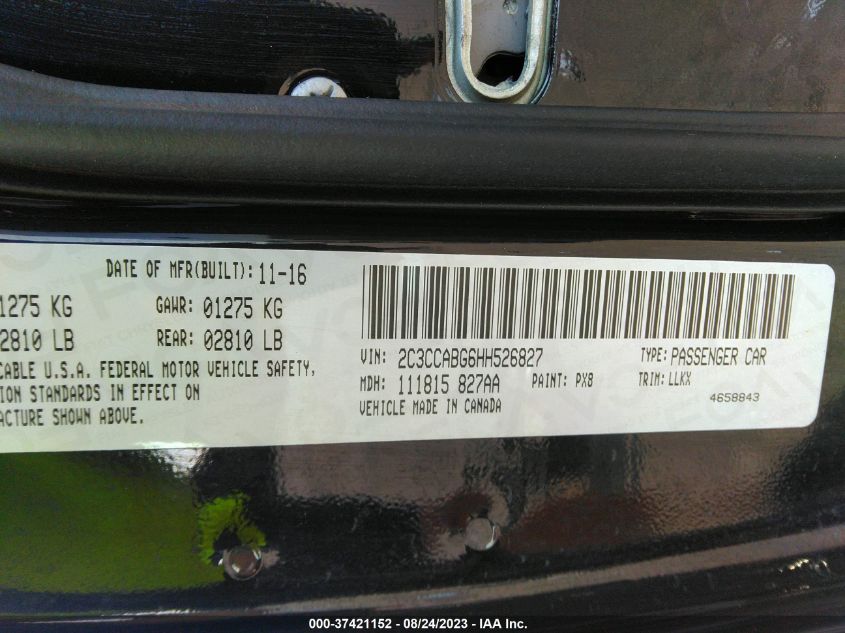 DATE OF MFR(BUILT): 11-16
1275 KG GAWR: 01275 KG
2810 LB REAR: 02810 LB
CABLE U.S.A. FEDERAL MOTOR VEHICLE SAFETY,
ION STANDARDS IN EFFECT ON
ACTURE SHOWN ABOVE.
VIN: 2C3CCABG6HH526827 TYPE: PASSENGER CAR
MDH: 111815 827AA PAINT: PX8 TRIM: LLKX
VEHICLE MADE IN CANADA 4658843
000-37421152 - 08/24/2023 - © IAA Inc.